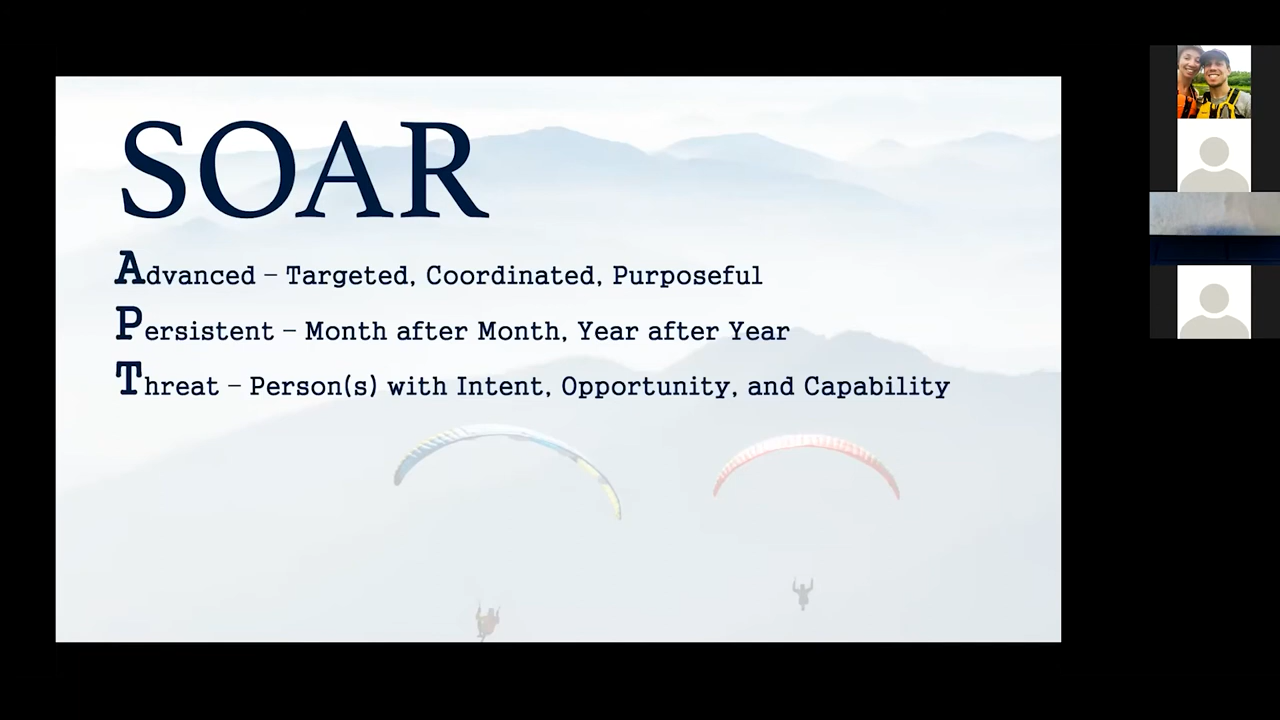 SOAR
Advanced – Targeted, Coordinated, Purposeful
Persistent – Month after Month, Year after Year
Threat – Person(s) with Intent, Opportunity, and Capability